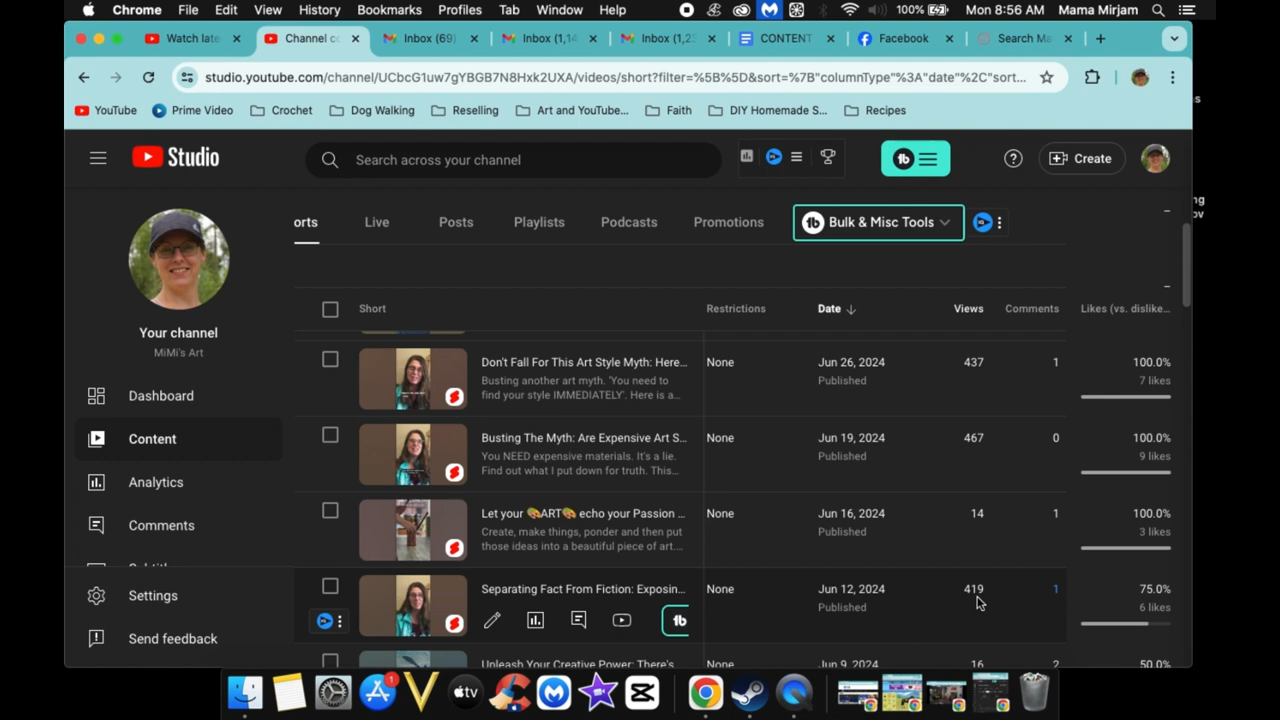 Chrome File Edit View History Bookmarks Profiles Tab Window Help 100% Mon 8:56 AM Mama Mirjam
Watch late Channel co Inbox (69) Inbox (1,14 Inbox (1,23 CONTENT Facebook Search Ma
studio.youtube.com/channel/UCbcG1uw7gYBGB7N8Hxk2UXA/videos/short?filter=%5B%5D&sort=%7B"columnType"%3A"date"%2C"sort...
YouTube Prime Video Crochet Dog Walking Reselling Art and YouTube... Faith DIY Homemade S... Recipes
Studio Search across your channel tb ? Create
orts Live Posts Playlists Podcasts Promotions tb Bulk & Misc Tools
Your channel
MiMi's Art
Dashboard
Content
Analytics
Comments
Settings
Send feedback
Short Restrictions Date Views Comments Likes (vs. dislike...
Don't Fall For This Art Style Myth: Here... None Jun 26, 2024 437 1 100.0%
Busting another art myth. 'You need to Published 7 likes
find your style IMMEDIATELY'. Here is a...
Busting The Myth: Are Expensive Art S... None Jun 19, 2024 467 0 100.0%
You NEED expensive materials. It's a lie. Published 9 likes
Find out what I put down for truth. This...
Let your 🎨ART🎨 echo your Passion ... None Jun 16, 2024 14 1 100.0%
Create, make things, ponder and then put Published 3 likes
those ideas into a beautiful piece of art....
Separating Fact From Fiction: Exposin... None Jun 12, 2024 419 1 75.0%
Published 6 likes
tb
Unleash Your Creative Power: There's None Jun 9, 2024 16 2 50.0%
tv
1